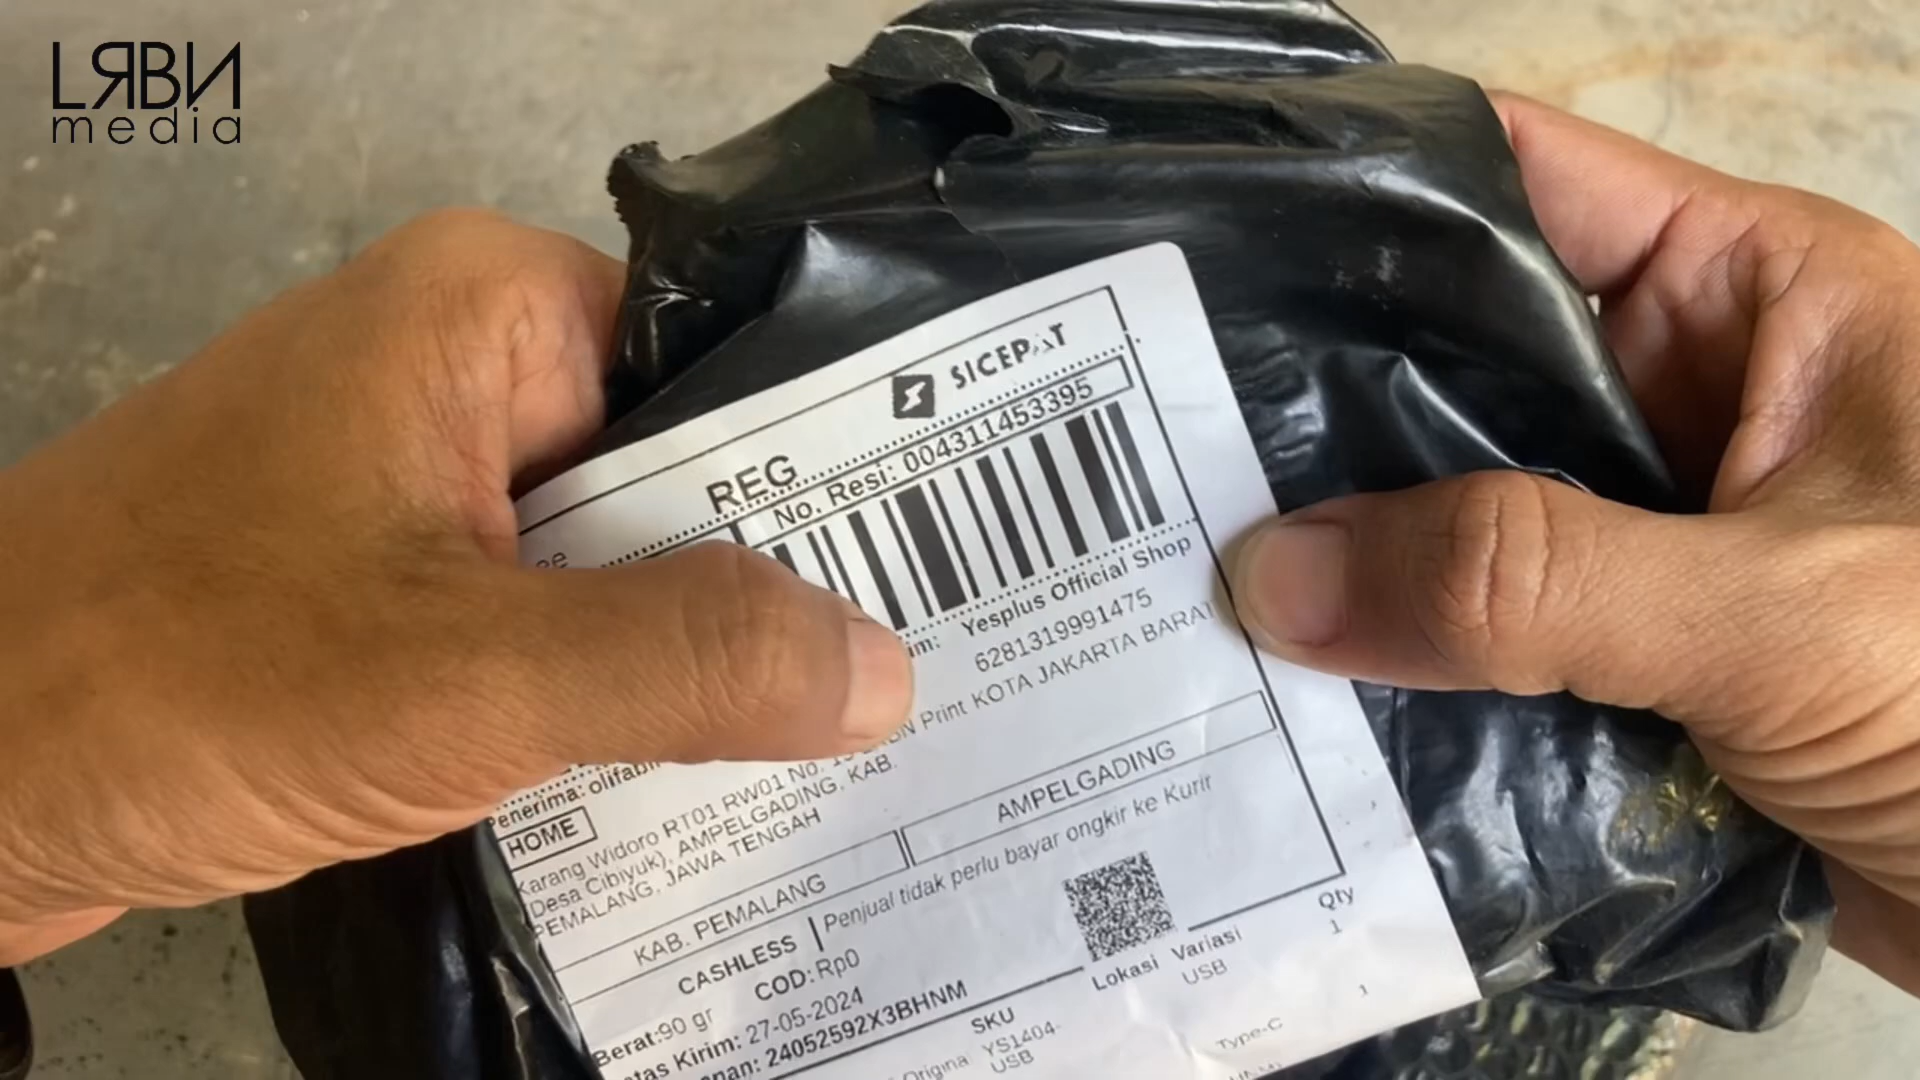 LRBN
media
SICEPAT
REG
No. Resi: 004311453395
Yesplus Official Shop
6281319991475
KOTA JAKARTA BARAT
Penerima:
Print
HOME
Karang Widoro RT01 RW01 No.
Desa Cibiyuk), AMPELGADING, KAB.
PEMALANG, JAWA TENGAH
KAB. PEMALANG
AMPELGADING
CASHLESS
Penjual tidak perlu bayar ongkir ke Kurir
COD: Rp0
Berat:90 gr
Kirim: 27-05-2024
24052592X3BHNM
SKU
Lokasi
Variasi
Qty
YS1404-
USB
USB
1
Type-C
1